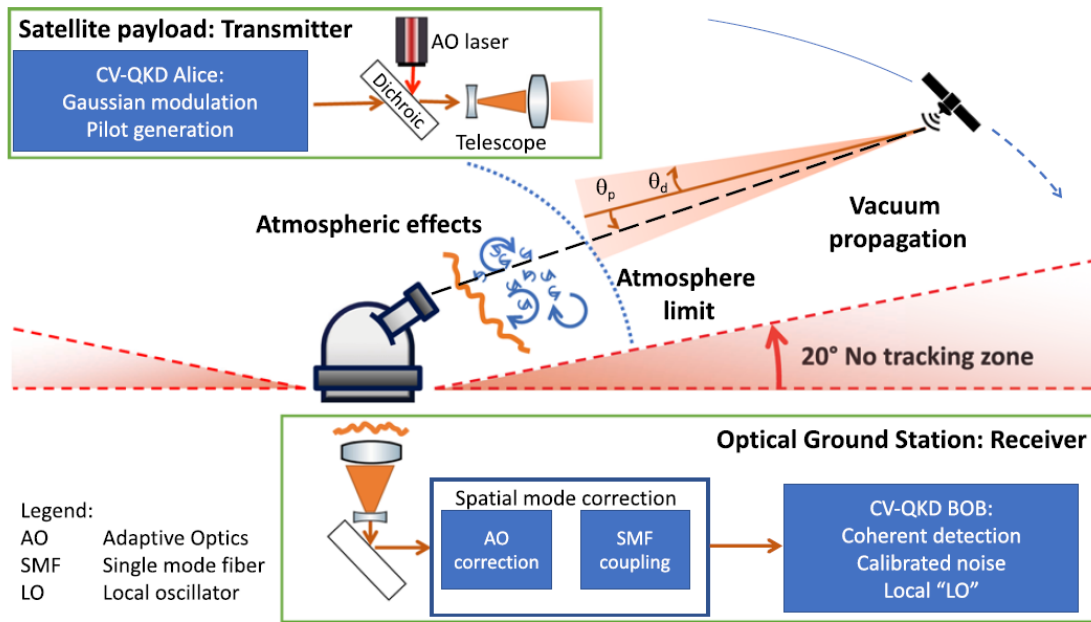 Satellite payload: Transmitter
AO laser
CV-QKD Alice:
Gaussian modulation
Pilot generation
Dichroic
Telescope
θp
θd
Vacuum
propagation
Atmospheric effects
Atmosphere
limit
20° No tracking zone
Optical Ground Station: Receiver
Spatial mode correction
AO
correction
SMF
coupling
CV-QKD BOB:
Coherent detection
Calibrated noise
Local “LO”
Legend:
AO Adaptive Optics
SMF Single mode fiber
LO Local oscillator